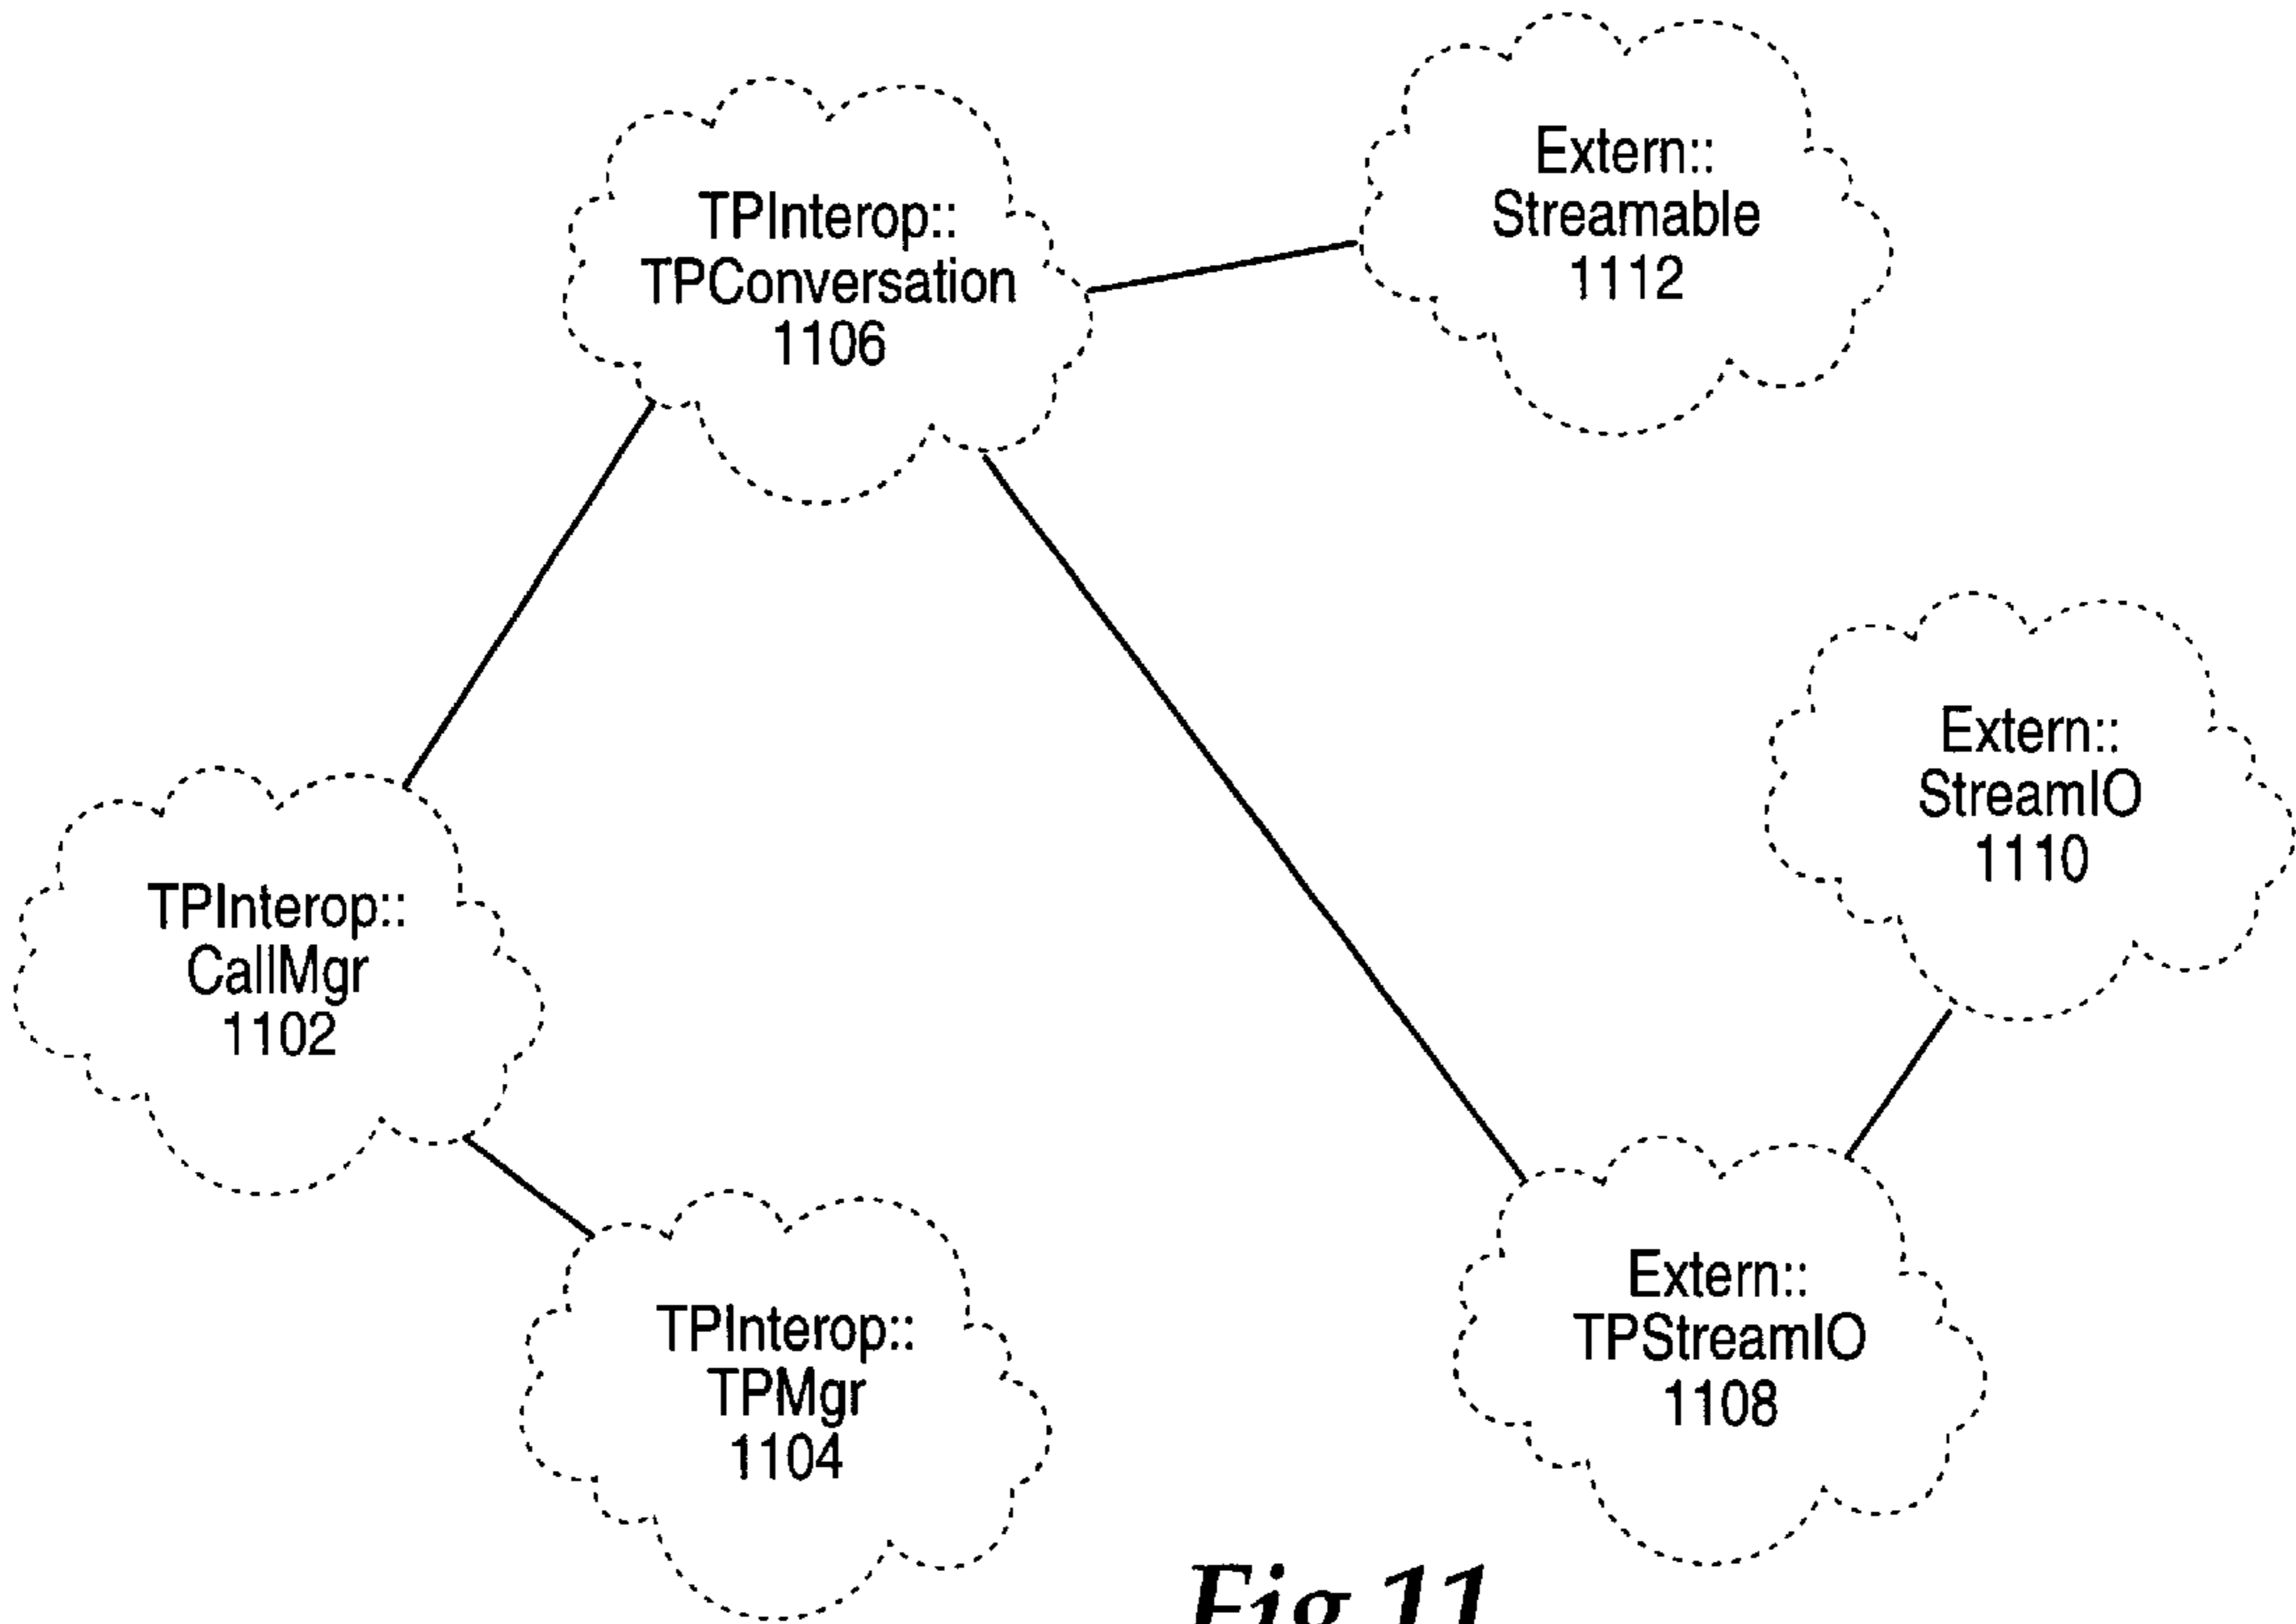 Extern::
Streamable
1112
TPInterop::
TPConversation
1106
Extern::
StreamIO
1110
TPInterop::
CallMgr
1102
Extern::
TPStreamIO
1108
TPInterop::
TPMgr
1104
Fig 11